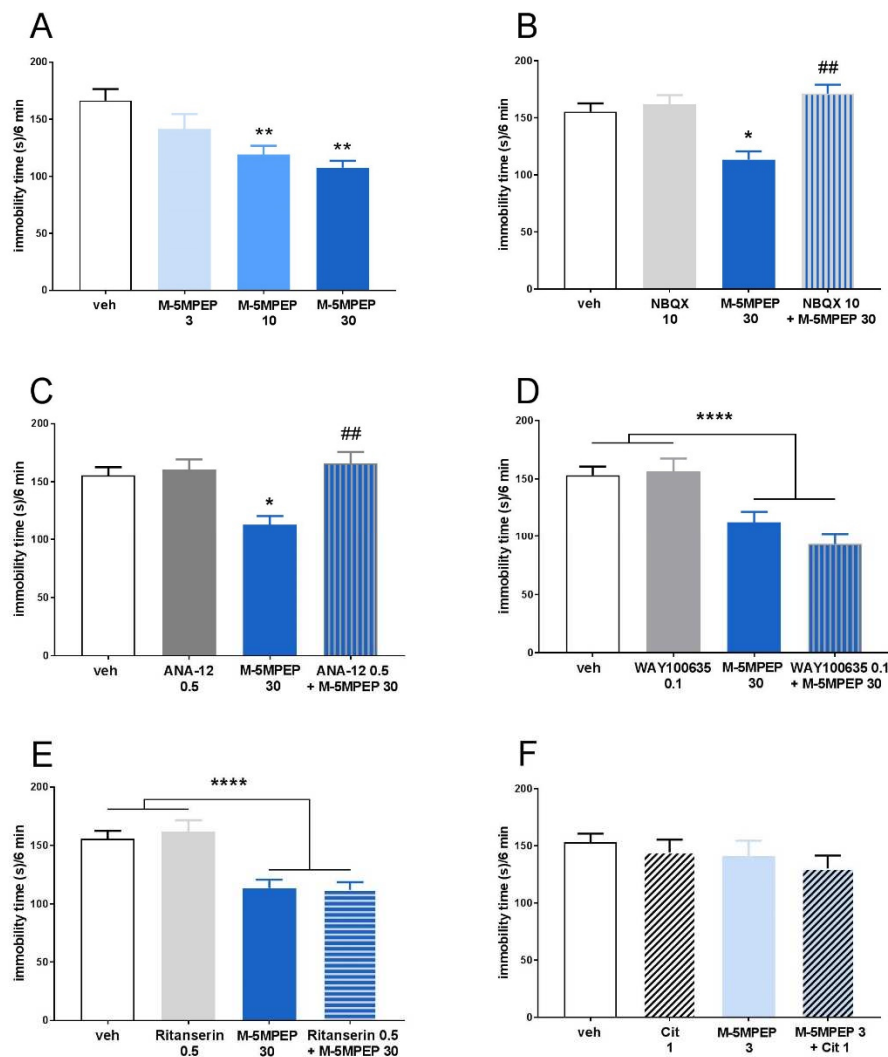 A
immobility time (s)/6 min
200
150
100
50
0
**
**
veh
M-5MPEP
3
M-5MPEP
10
M-5MPEP
30
B
immobility time (s)/6 min
200
150
100
50
0
*
##
veh
NBQX
10
M-5MPEP
30
NBQX 10
+ M-5MPEP 30
C
immobility time (s)/6 min
200
150
100
50
0
*
##
veh
ANA-12
0.5
M-5MPEP
30
ANA-12 0.5
+ M-5MPEP 30
D
immobility time (s)/6 min
200
150
100
50
0
****
veh
WAY100635
0.1
M-5MPEP
30
WAY100635 0.1
+ M-5MPEP 30
E
immobility time (s)/6 min
200
150
100
50
0
****
veh
Ritanserin
0.5
M-5MPEP
30
Ritanserin 0.5
+ M-5MPEP 30
F
immobility time (s)/6 min
200
150
100
50
0
veh
Cit
1
M-5MPEP
3
M-5MPEP 3
+ Cit 1